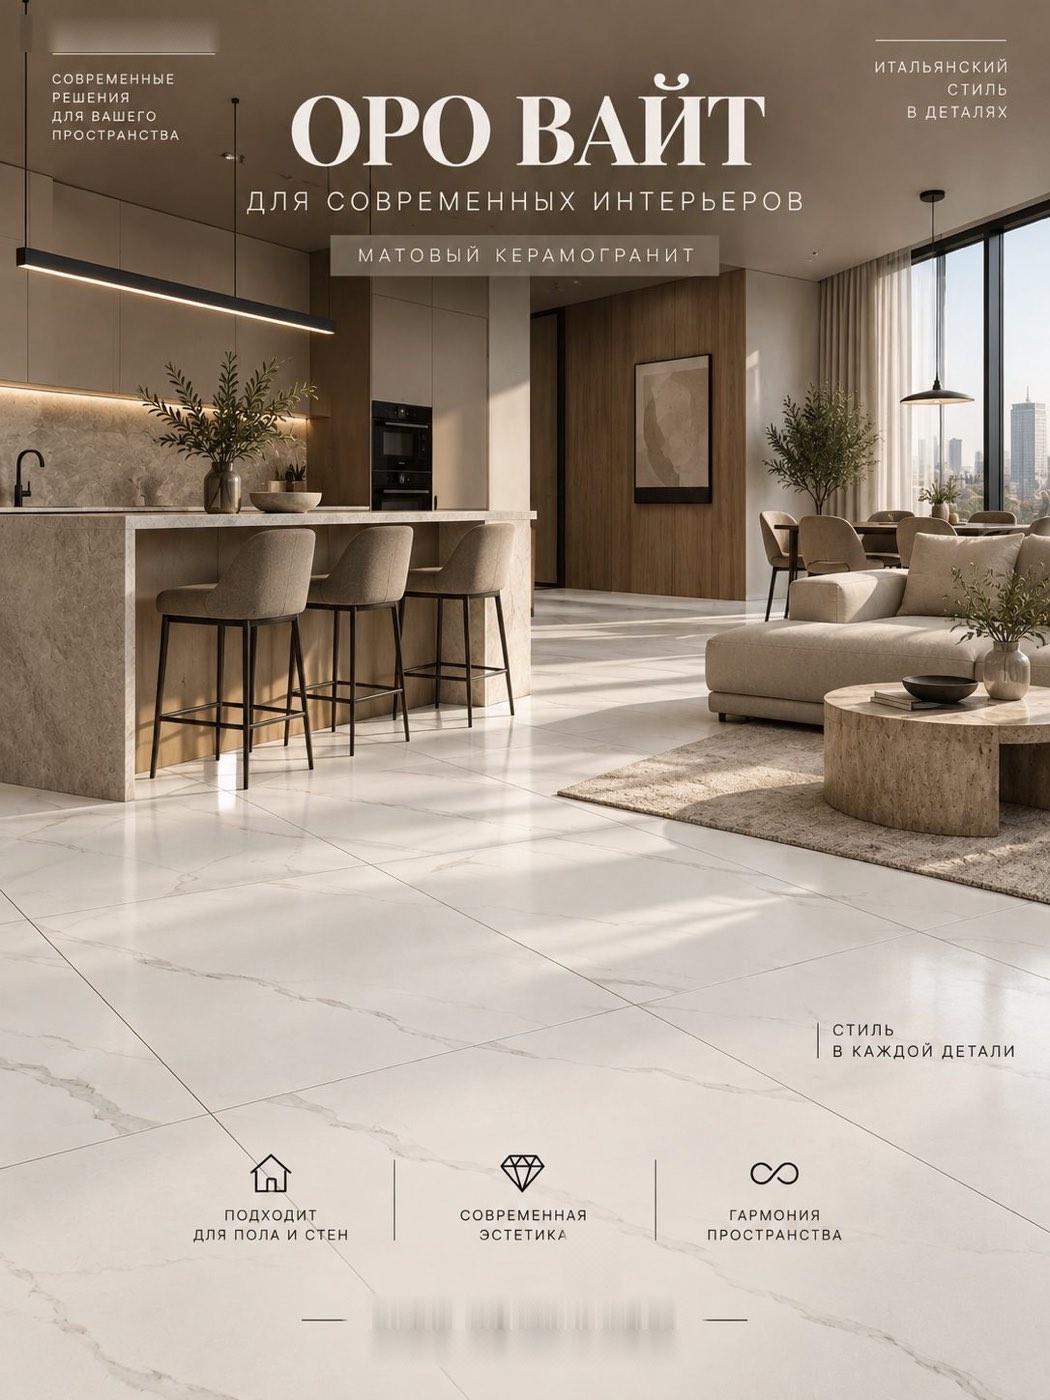 СОВРЕМЕННЫЕ
РЕШЕНИЯ
ДЛЯ ВАШЕГО
ПРОСТРАНСТВА
ИТАЛЬЯНСКИЙ
СТИЛЬ
В ДЕТАЛЯХ
ОРО ВАЙТ
ДЛЯ СОВРЕМЕННЫХ ИНТЕРЬЕРОВ
МАТОВЫЙ КЕРАМОГРАНИТ
СТИЛЬ
В КАЖДОЙ ДЕТАЛИ
ПОДХОДИТ
ДЛЯ ПОЛА И СТЕН
СОВРЕМЕННАЯ
ЭСТЕТИКА
ГАРМОНИЯ
ПРОСТРАНСТВА